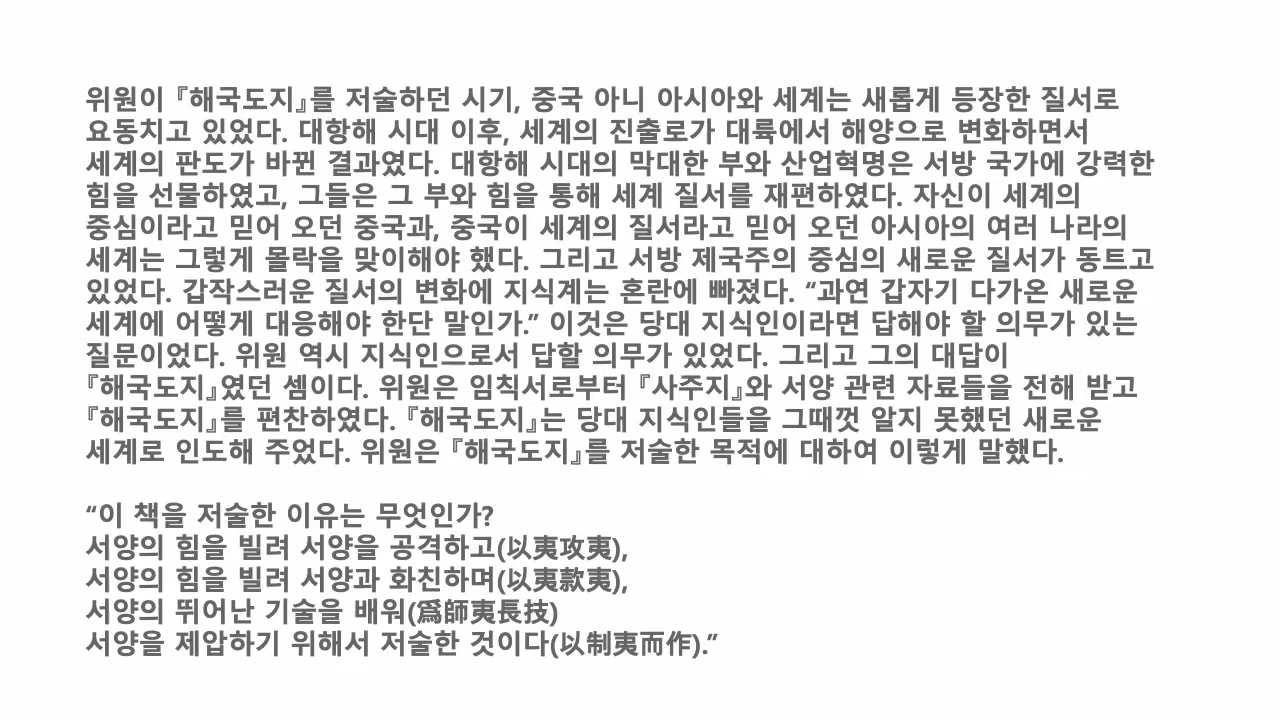 위원이 『해국도지』를 저술하던 시기, 중국 아니 아시아와 세계는 새롭게 등장한 질서로
요동치고 있었다. 대항해 시대 이후, 세계의 진출로가 대륙에서 해양으로 변화하면서
세계의 판도가 바뀐 결과였다. 대항해 시대의 막대한 부와 산업혁명은 서방 국가에 강력한
힘을 선물하였고, 그들은 그 부와 힘을 통해 세계 질서를 재편하였다. 자신이 세계의
중심이라고 믿어 오던 중국과, 중국이 세계의 질서라고 믿어 오던 아시아의 여러 나라의
세계는 그렇게 몰락을 맞이해야 했다. 그리고 서방 제국주의 중심의 새로운 질서가 동트고
있었다. 갑작스러운 질서의 변화에 지식계는 혼란에 빠졌다. “과연 갑자기 다가온 새로운
세계에 어떻게 대응해야 한단 말인가.” 이것은 당대 지식인이라면 답해야 할 의무가 있는
질문이었다. 위원 역시 지식인으로서 답할 의무가 있었다. 그리고 그의 대답이
『해국도지』였던 셈이다. 위원은 임칙서로부터 『사주지』와 서양 관련 자료들을 전해 받고
『해국도지』를 편찬하였다. 『해국도지』는 당대 지식인들을 그때껏 알지 못했던 새로운
세계로 인도해 주었다. 위원은 『해국도지』를 저술한 목적에 대하여 이렇게 말했다.
“이 책을 저술한 이유는 무엇인가?
서양의 힘을 빌려 서양을 공격하고(以夷攻夷),
서양의 힘을 빌려 서양과 화친하며(以夷款夷),
서양의 뛰어난 기술을 배워(爲師夷長技)
서양을 제압하기 위해서 저술한 것이다(以制夷而作).”